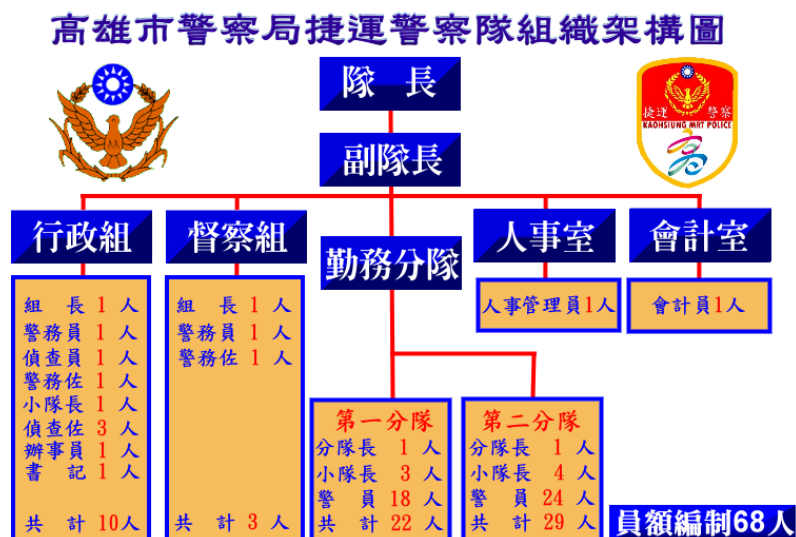 高雄市警察局捷運警察隊組織架構圖
捷運 警察
KAOHSIUNG MRT POLICE
隊 長
副隊長
行政組
組 長 1 人
警務員 1 人
偵查員 1 人
警務佐 1 人
小隊長 1 人
偵查佐 3 人
辦事員 1 人
書 記 1 人
共 計 10人
督察組
組 長 1 人
警務員 1 人
警務佐 1 人
共 計 3 人
勤務分隊
第一分隊
分隊長 1 人
小隊長 3 人
警 員 18 人
共 計 22 人
第二分隊
分隊長 1 人
小隊長 4 人
警 員 24 人
共 計 29 人
人事室
人事管理員1人
會計室
會計員1人
員額編制68人